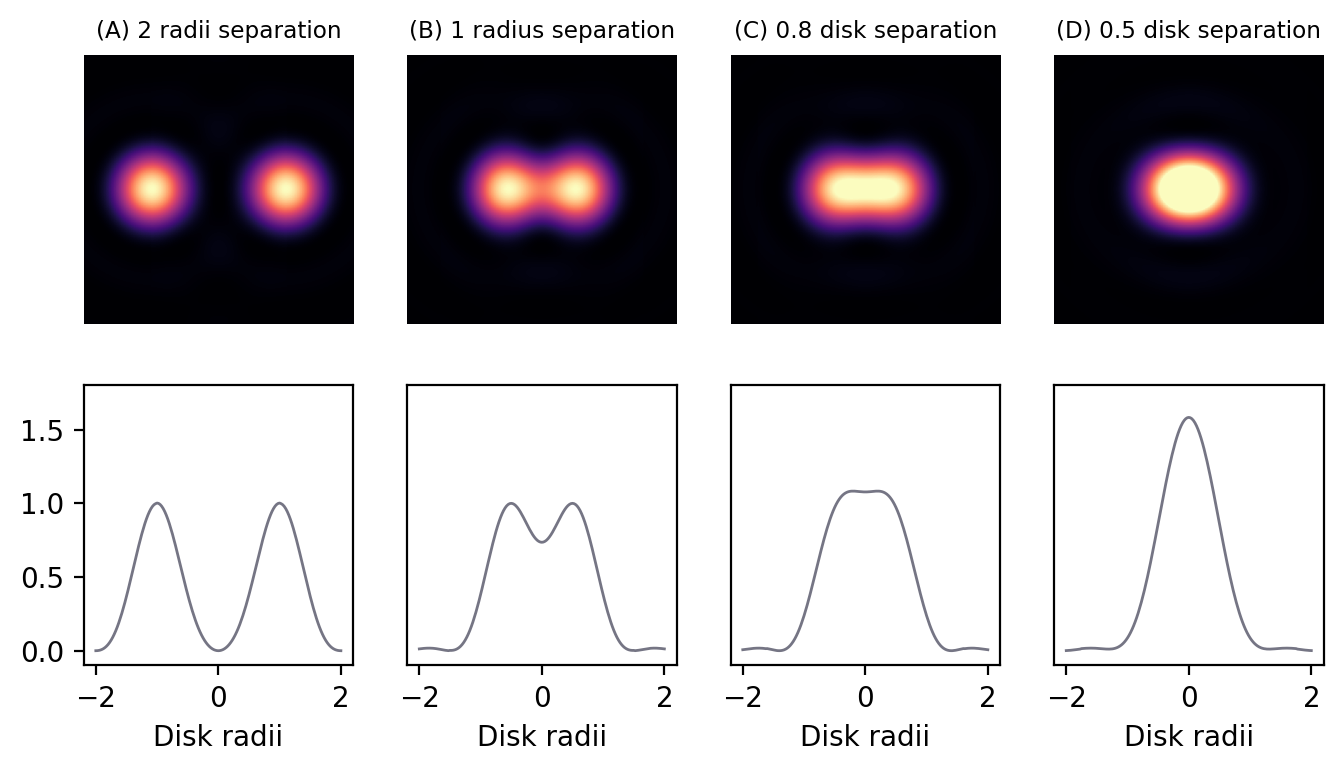 (A) 2 radii separation
(B) 1 radius separation
(C) 0.8 disk separation
(D) 0.5 disk separation
1.5
1.0
0.5
0.0
−2 0 2
−2 0 2
−2 0 2
−2 0 2
Disk radii
Disk radii
Disk radii
Disk radii